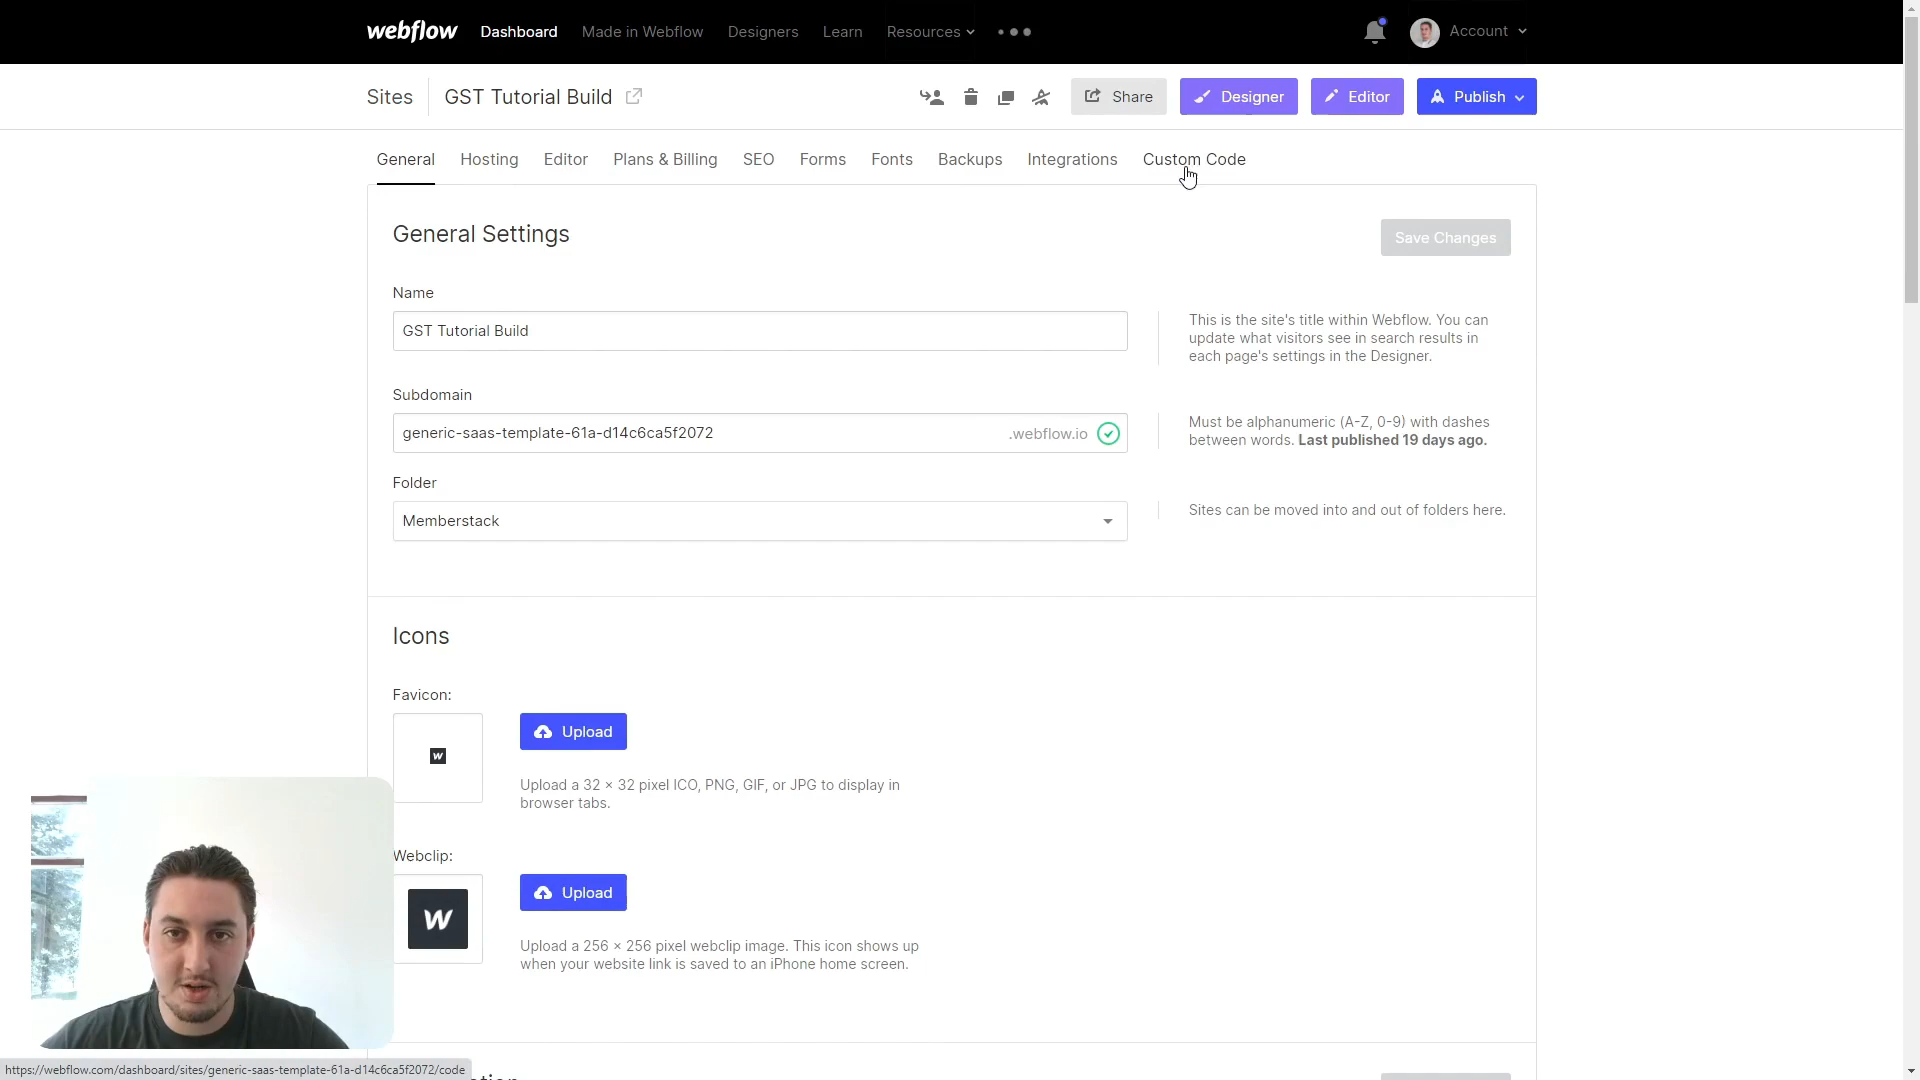 webflow Dashboard Made in Webflow Designers Learn Resources Account
Sites GST Tutorial Build Share Designer Editor Publish
General Hosting Editor Plans & Billing SEO Forms Fonts Backups Integrations Custom Code
General Settings
Save Changes
Name
GST Tutorial Build
This is the site's title within Webflow. You can
update what visitors see in search results in
each page's settings in the Designer.
Subdomain
generic-saas-template-61a-d14c6ca5f2072 .webflow.io
Must be alphanumeric (A-Z, 0-9) with dashes
between words. Last published 19 days ago.
Folder
Memberstack
Sites can be moved into and out of folders here.
Icons
Favicon:
W
Upload
Upload a 32 × 32 pixel ICO, PNG, GIF, or JPG to display in
browser tabs.
Webclip:
W
Upload
Upload a 256 × 256 pixel webclip image. This icon shows up
when your website link is saved to an iPhone home screen.
https://webflow.com/dashboard/sites/generic-saas-template-61a-d14c6ca5f2072/code